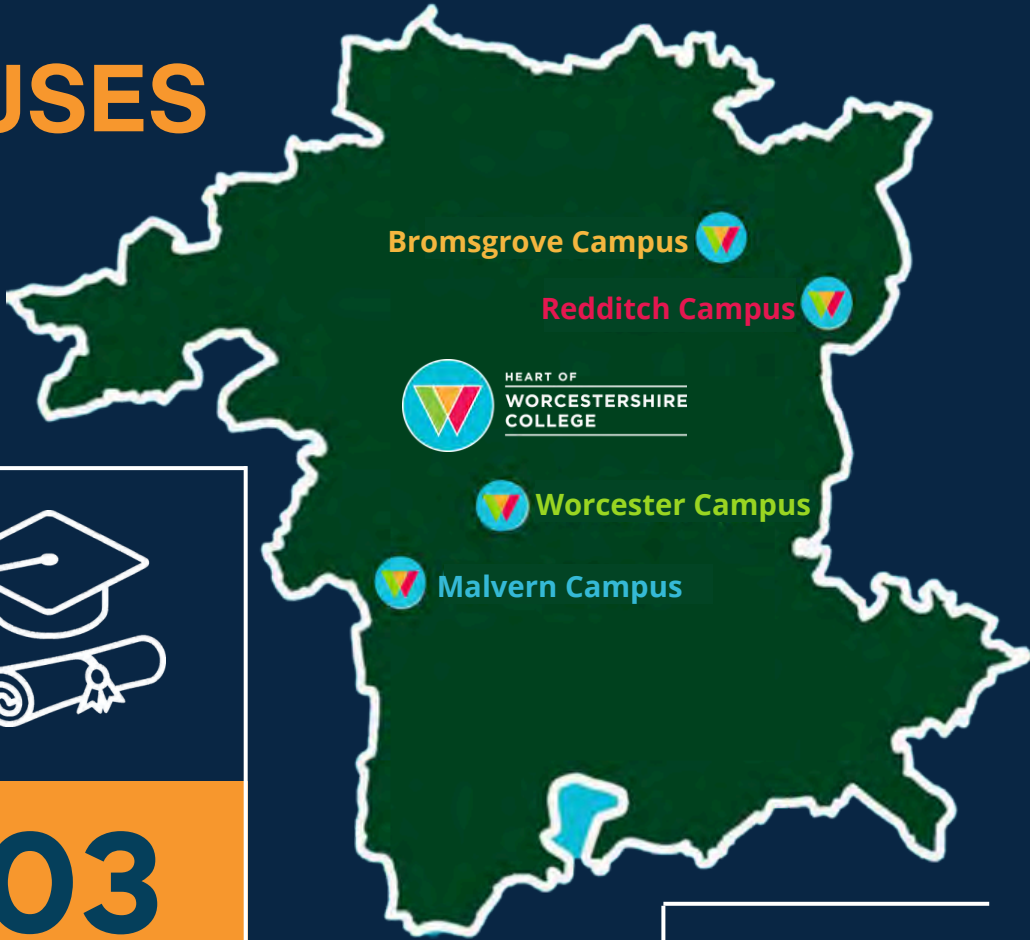 USES
Bromsgrove Campus
Redditch Campus
HEART OF
WORCESTERSHIRE
COLLEGE
Worcester Campus
Malvern Campus
03